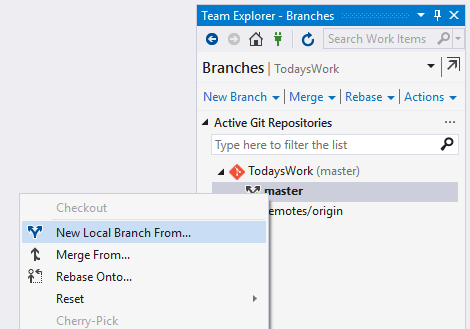 Team Explorer - Branches
Search Work Items
Branches | TodaysWork
New Branch | Merge | Rebase | Actions
Active Git Repositories
Type here to filter the list
TodaysWork (master)
master
emotes/origin
Checkout
New Local Branch From...
Merge From...
Rebase Onto...
Reset
Cherry-Pick